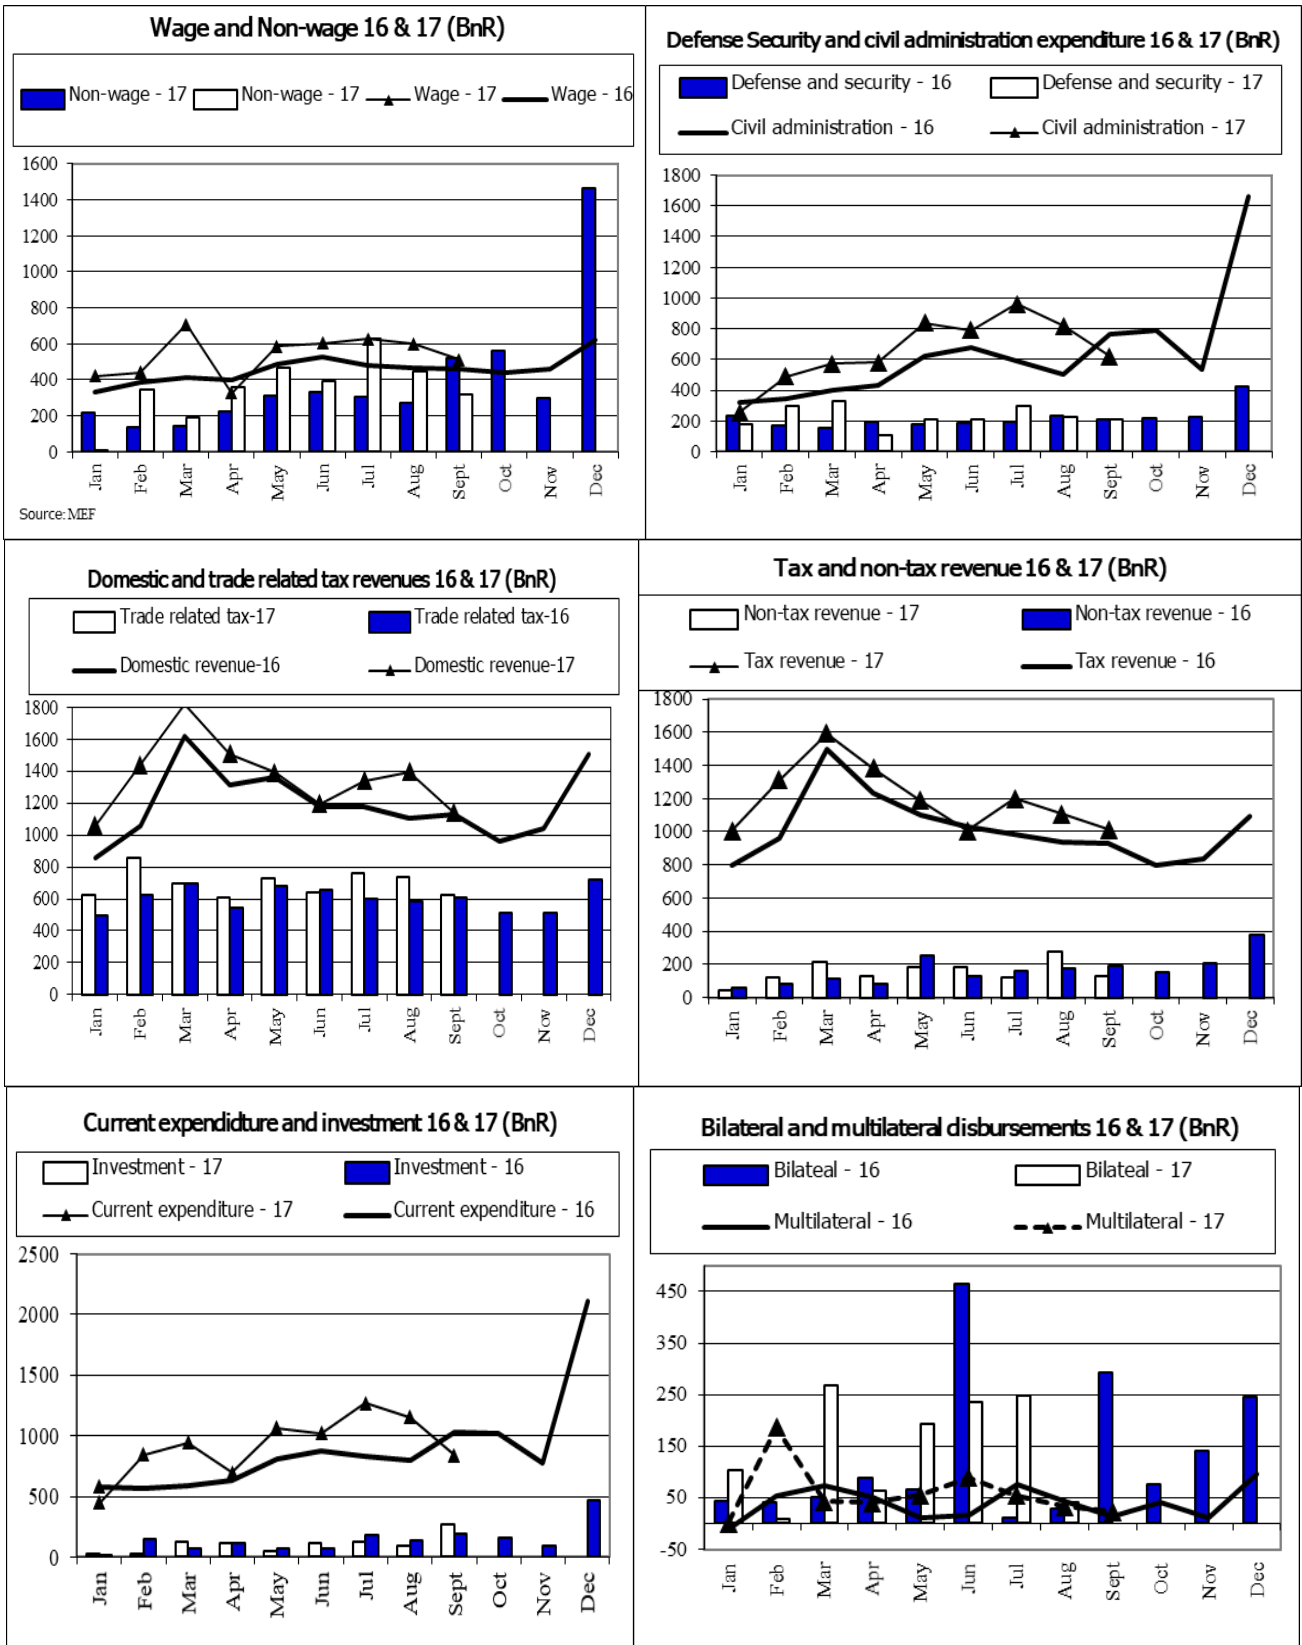 Wage and Non-wage 16 & 17 (BnR)
Non-wage - 17 Non-wage - 17 Wage - 17 Wage - 16
1600
1400
1200
1000
800
600
400
200
0
Jan Feb Mar Apr May Jun Jul Aug Sept Oct Nov Dec
Source: MEF
Defense Security and civil administration expenditure 16 & 17 (BnR)
Defense and security - 16 Defense and security - 17
Civil administration - 16 Civil administration - 17
1800
1600
1400
1200
1000
800
600
400
200
0
Jan Feb Mar Apr May Jun Jul Aug Sept Oct Nov Dec
Domestic and trade related tax revenues 16 & 17 (BnR)
Trade related tax-17 Trade related tax-16
Domestic revenue-16 Domestic revenue-17
1800
1600
1400
1200
1000
800
600
400
200
0
Jan Feb Mar Apr May Jun Jul Aug Sept Oct Nov Dec
Tax and non-tax revenue 16 & 17 (BnR)
Non-tax revenue - 17 Non-tax revenue - 16
Tax revenue - 17 Tax revenue - 16
1800
1600
1400
1200
1000
800
600
400
200
0
Jan Feb Mar Apr May Jun Jul Aug Sept Oct Nov Dec
Current expendidture and investment 16 & 17 (BnR)
Investment - 17 Investment - 16
Current expenditure - 17 Current expenditure - 16
2500
2000
1500
1000
500
0
Jan Feb Mar Apr May Jun Jul Aug Sept Oct Nov Dec
Bilateral and multilateral disbursements 16 & 17 (BnR)
Bilateal - 16 Bilateal - 17
Multilateral - 16 Multilateral - 17
450
350
250
150
50
-50
Jan Feb Mar Apr May Jun Jul Aug Sept Oct Nov Dec